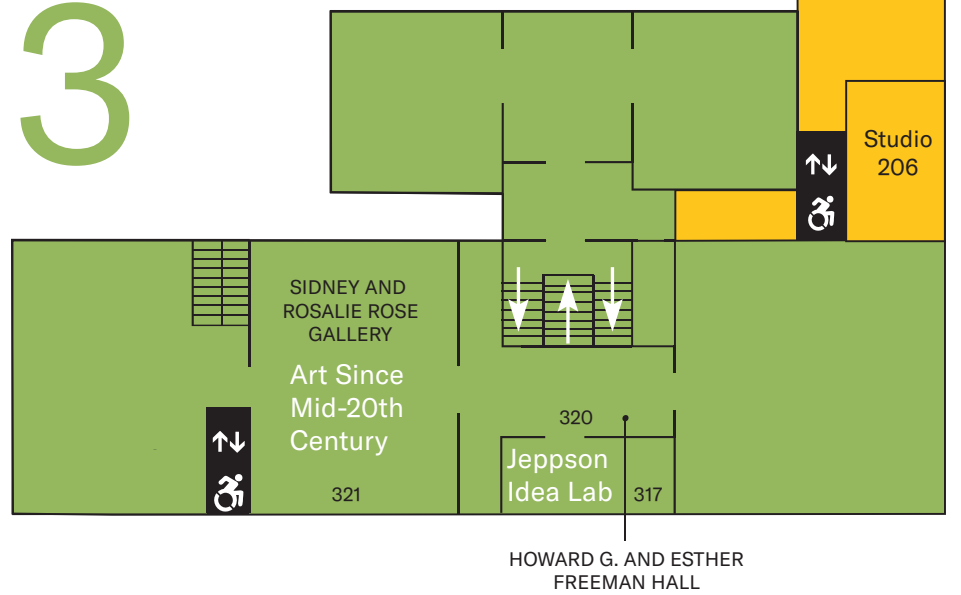 3
Studio
206
SIDNEY AND
ROSALIE ROSE
GALLERY
Art Since
Mid-20th
Century
321
320
Jeppson
Idea Lab
317
HOWARD G. AND ESTHER
FREEMAN HALL